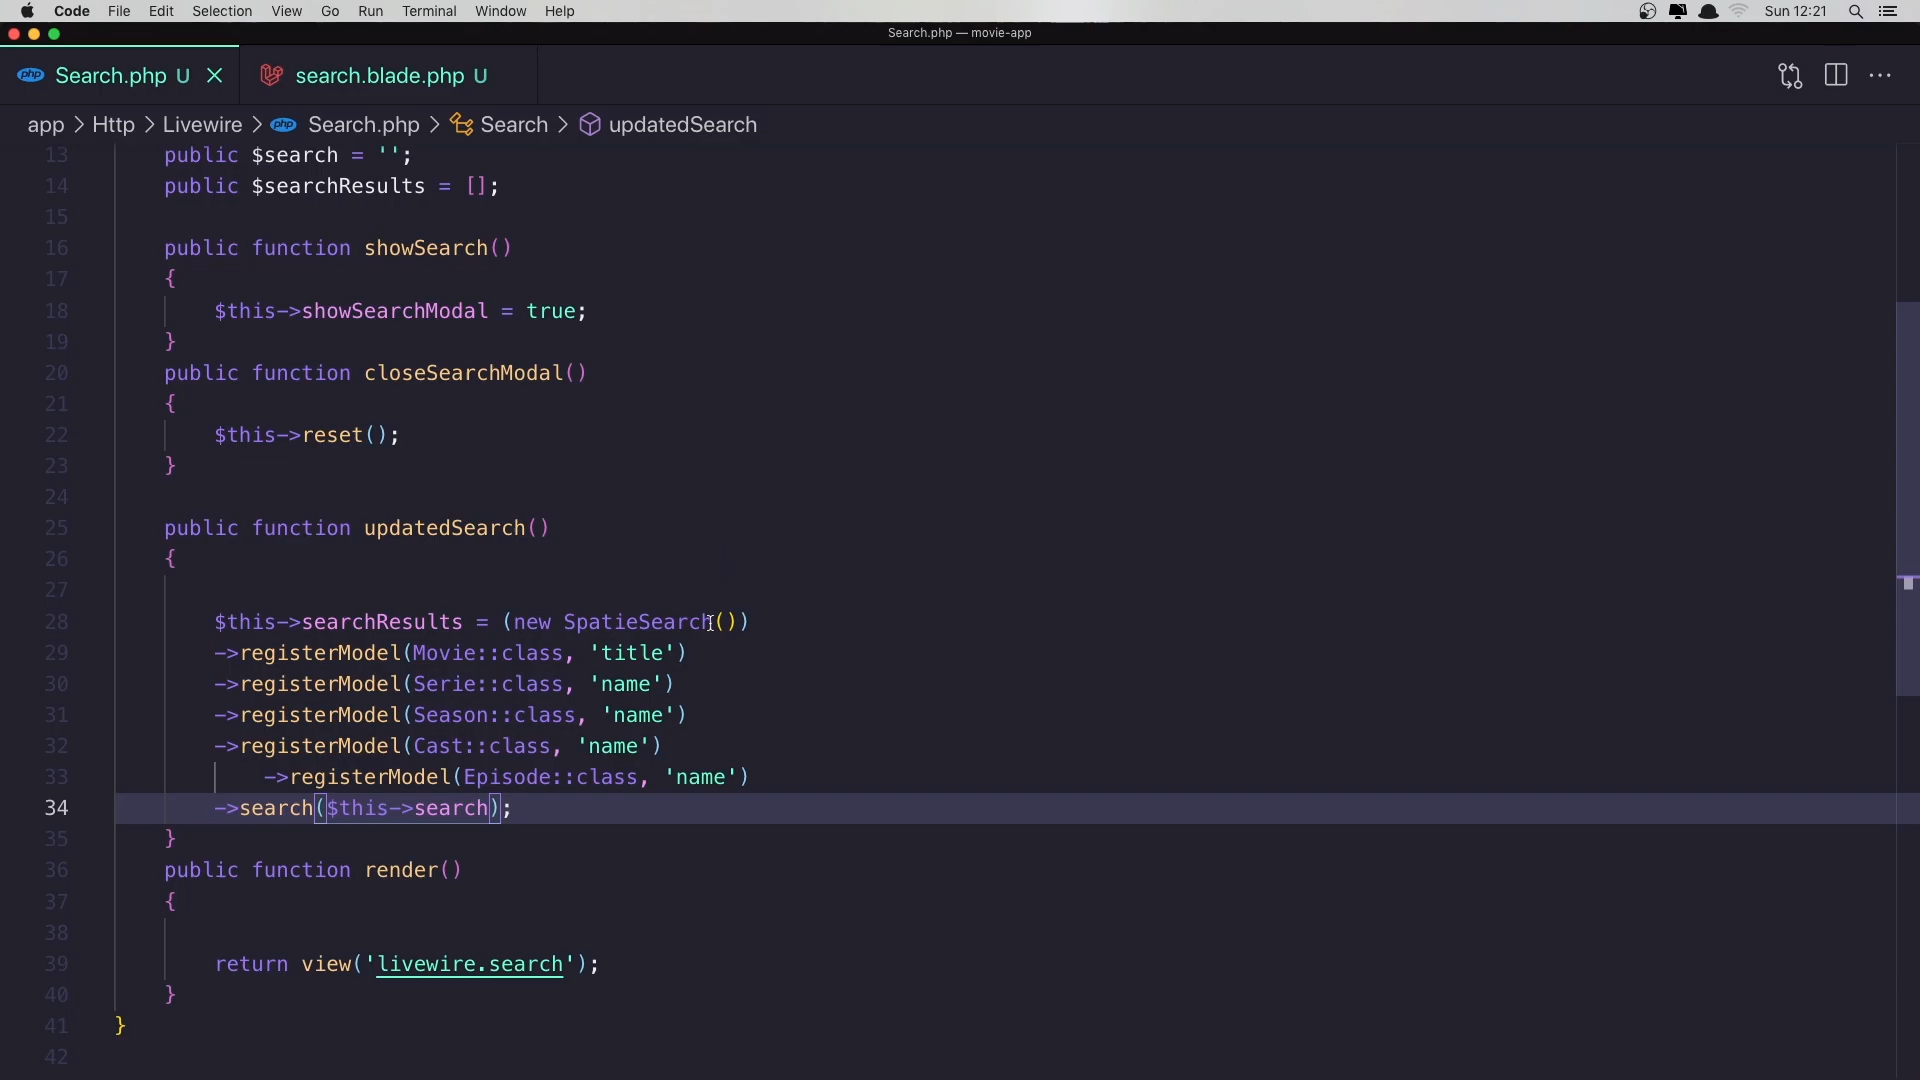 Code File Edit Selection View Go Run Terminal Window Help Sun 12:21
Search.php — movie-app
php Search.php U search.blade.php U
app > Http > Livewire > php Search.php > Search > updatedSearch
13 public $search = '';
14 public $searchResults = [];
15
16 public function showSearch()
17 {
18 $this->showSearchModal = true;
19 }
20 public function closeSearchModal()
21 {
22 $this->reset();
23 }
24
25 public function updatedSearch()
26 {
27
28 $this->searchResults = (new SpatieSearch())
29 ->registerModel(Movie::class, 'title')
30 ->registerModel(Serie::class, 'name')
31 ->registerModel(Season::class, 'name')
32 ->registerModel(Cast::class, 'name')
33 ->registerModel(Episode::class, 'name')
34 ->search($this->search);
35 }
36 public function render()
37 {
38
39 return view('livewire.search');
40 }
41 }
42